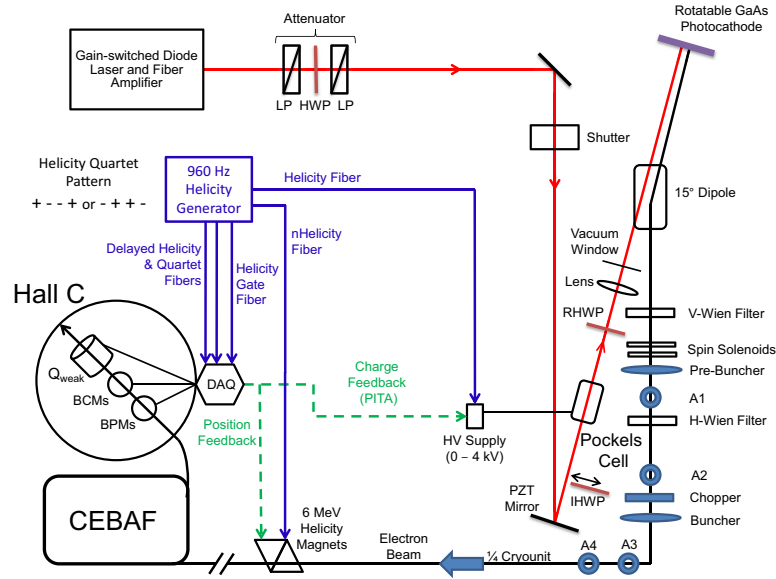 Rotatable GaAs
Photocathode
Attenuator
Gain-switched Diode
Laser and Fiber
Amplifier
LP HWP LP
Shutter
Helicity Quartet
Pattern
+ - - + or - + + -
960 Hz
Helicity
Generator
Helicity Fiber
15° Dipole
nHelicity
Fiber
Delayed Helicity
& Quartet
Fibers
Helicity
Gate
Fiber
Vacuum
Window
Lens
Hall C
RHWP
V-Wien Filter
Spin Solenoids
Pre-Buncher
Qweak
DAQ
Charge
Feedback
(PITA)
BCMs
A1
BPMs
Position
Feedback
HV Supply
(0 – 4 kV)
Pockels
Cell
H-Wien Filter
A2
PZT
Mirror
IHWP
Chopper
Buncher
CEBAF
6 MeV
Helicity
Magnets
Electron
Beam
¼ Cryounit
A4
A3